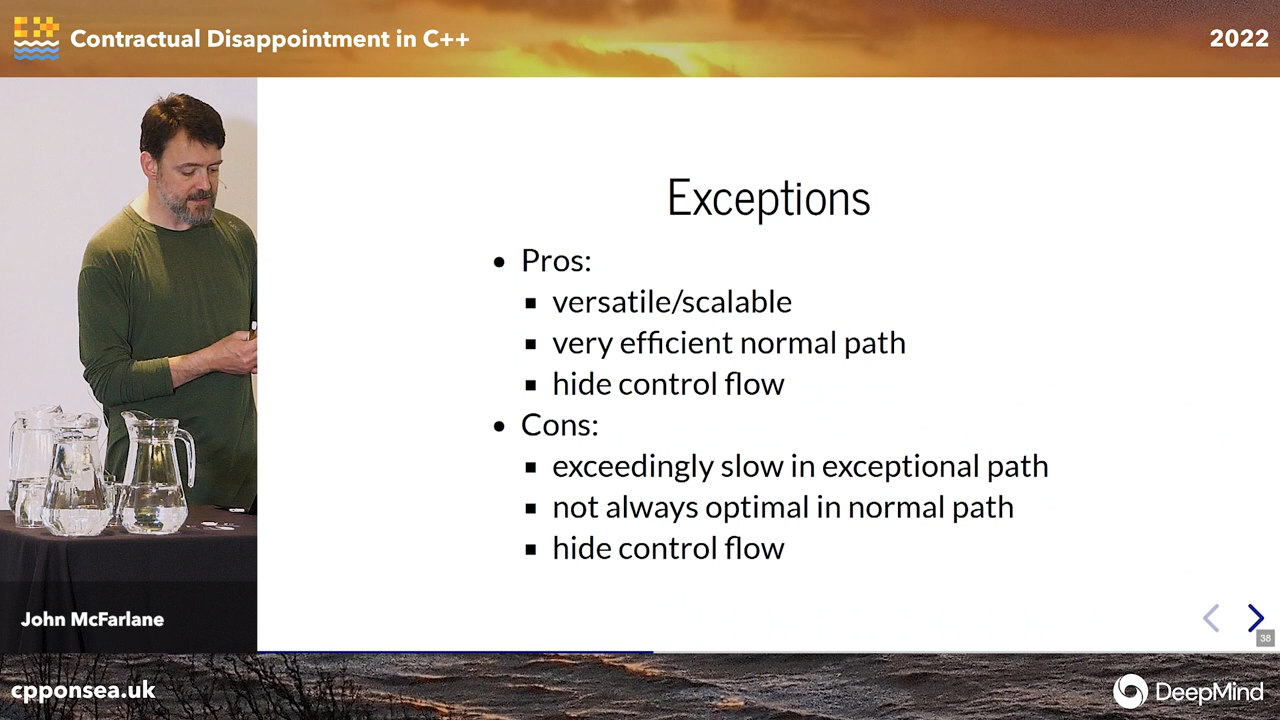 Contractual Disappointment in C++
2022
Exceptions
• Pros:
▪ versatile/scalable
▪ very efficient normal path
▪ hide control flow
• Cons:
▪ exceedingly slow in exceptional path
▪ not always optimal in normal path
▪ hide control flow
38
John McFarlane
cpponsea.uk
DeepMind